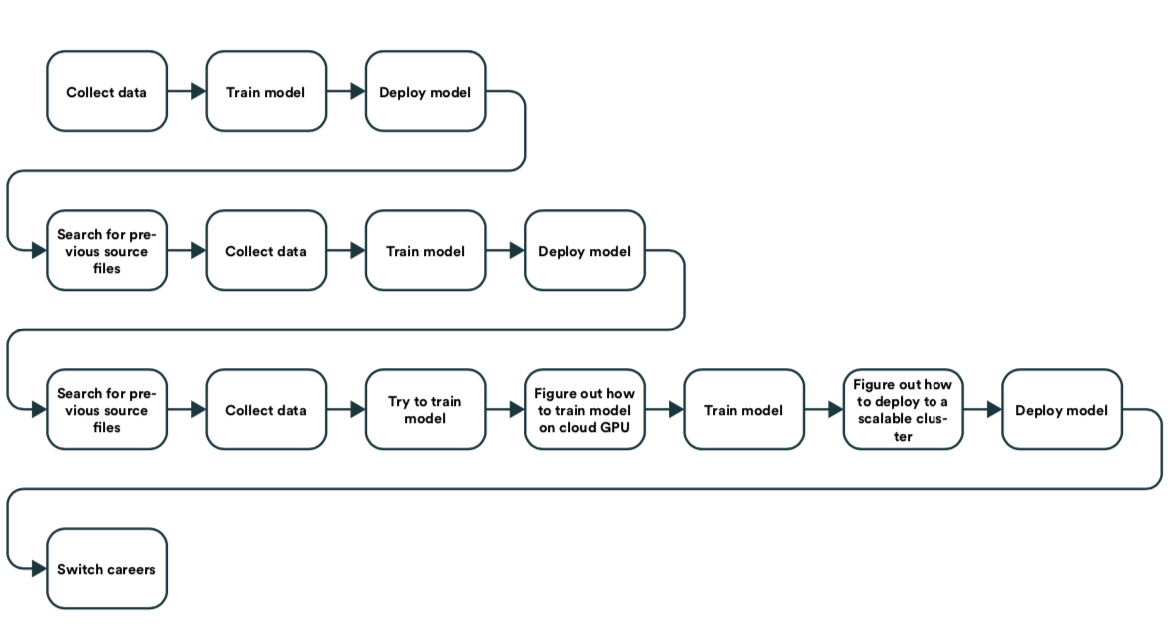 Collect data
Train model
Deploy model
Search for pre-
vious source
files
Collect data
Train model
Deploy model
Search for pre-
vious source
files
Collect data
Try to train
model
Figure out how
to train model
on cloud GPU
Train model
Figure out how
to deploy to a
scalable clus-
ter
Deploy model
Switch careers